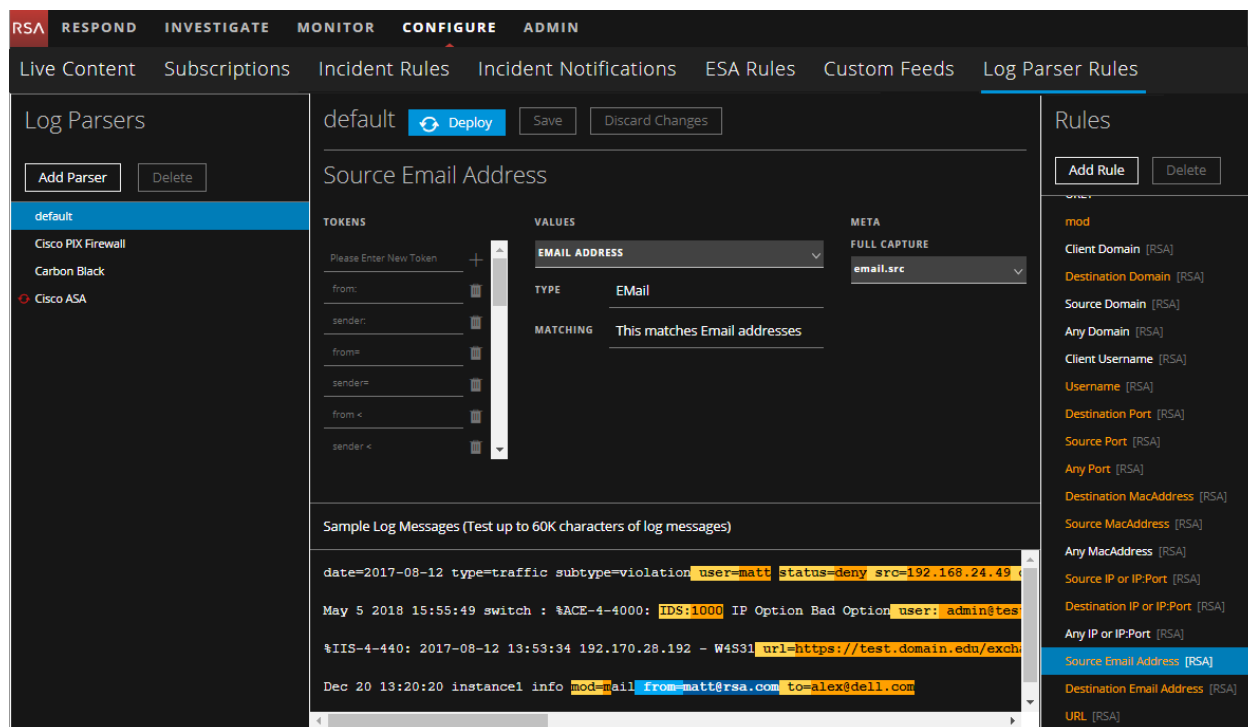 RSA RESPOND INVESTIGATE MONITOR CONFIGURE ADMIN
Live Content Subscriptions Incident Rules Incident Notifications ESA Rules Custom Feeds Log Parser Rules
Log Parsers
Add Parser Delete
default
Cisco PIX Firewall
Carbon Black
Cisco ASA
default Deploy Save Discard Changes
Source Email Address
TOKENS
Please Enter New Token
from:
sender:
from=
sender=
from <
sender <
VALUES
EMAIL ADDRESS
TYPE EMail
MATCHING This matches Email addresses
META
FULL CAPTURE
email.src
Sample Log Messages (Test up to 60K characters of log messages)
date=2017-08-12 type=traffic subtype=violation user=matt status=deny src=192.168.24.49
May 5 2018 15:55:49 switch : %ACE-4-4000: IDS:1000 IP Option Bad Option user: admin@tes
%IIS-4-440: 2017-08-12 13:53:34 192.170.28.192 - W4S31 url=https://test.domain.edu/exch
Dec 20 13:20:20 instance1 info mod=mail from=matt@rsa.com to=alex@dell.com
Rules
Add Rule Delete
mod
Client Domain [RSA]
Destination Domain [RSA]
Source Domain [RSA]
Any Domain [RSA]
Client Username [RSA]
Username [RSA]
Destination Port [RSA]
Source Port [RSA]
Any Port [RSA]
Destination MacAddress [RSA]
Source MacAddress [RSA]
Any MacAddress [RSA]
Source IP or IP:Port [RSA]
Destination IP or IP:Port [RSA]
Any IP or IP:Port [RSA]
Source Email Address [RSA]
Destination Email Address [RSA]
URL [RSA]